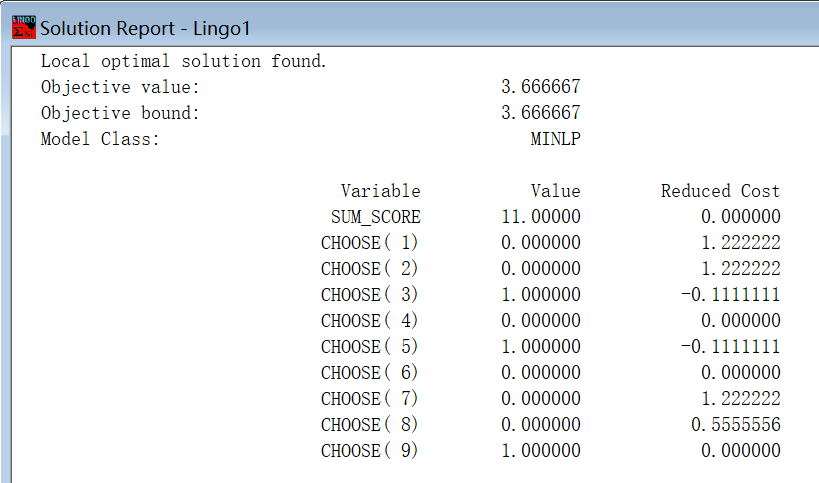 LINGO
Solution Report - Lingo1
Local optimal solution found.
Objective value: 3.666667
Objective bound: 3.666667
Model Class: MINLP
Variable Value Reduced Cost
SUM_SCORE 11.00000 0.000000
CHOOSE( 1) 0.000000 1.222222
CHOOSE( 2) 0.000000 1.222222
CHOOSE( 3) 1.000000 -0.1111111
CHOOSE( 4) 0.000000 0.000000
CHOOSE( 5) 1.000000 -0.1111111
CHOOSE( 6) 0.000000 0.000000
CHOOSE( 7) 0.000000 1.222222
CHOOSE( 8) 0.000000 0.5555556
CHOOSE( 9) 1.000000 0.000000